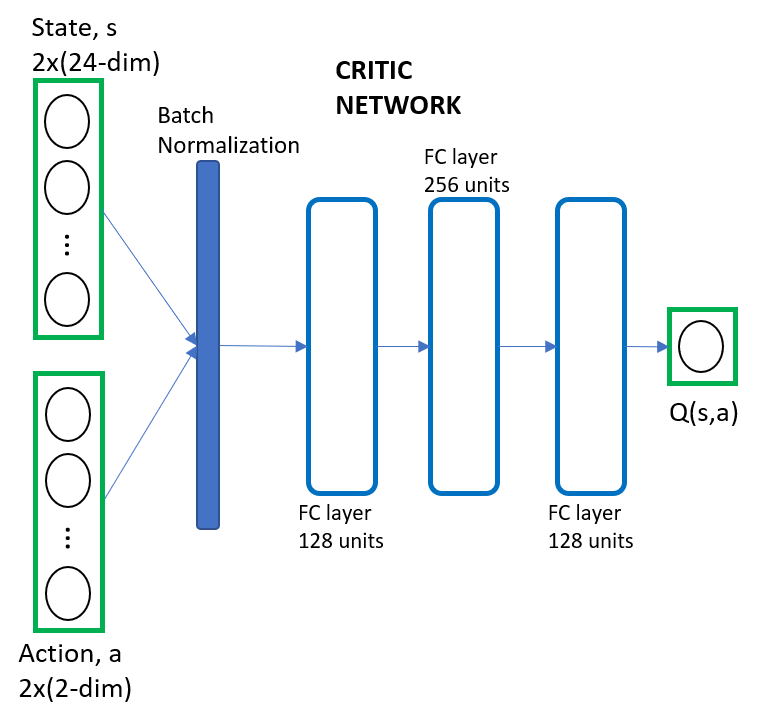 State, s
2x(24-dim)
CRITIC
NETWORK
Batch
Normalization
FC layer
256 units
Q(s,a)
FC layer
128 units
FC layer
128 units
Action, a
2x(2-dim)